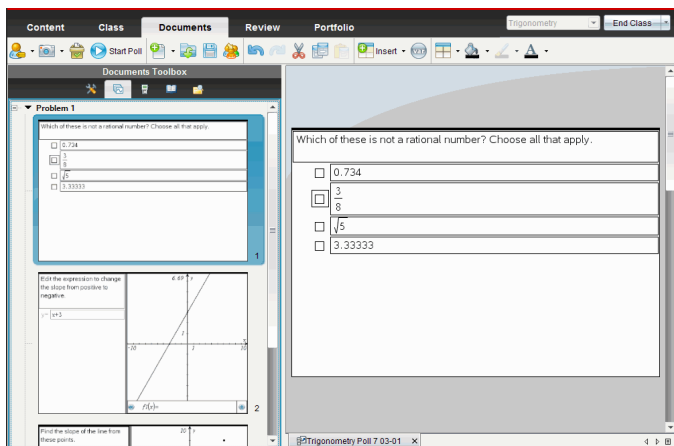 Content Class Documents Review Portfolio Trigonometry End Class
Start Poll Insert
Documents Toolbox
Problem 1
Which of these is not a rational number? Choose all that apply.
0.734
3
8
√5
3.33333
1
Edit the expression to change
the slope from positive to
negative.
y= x+3
6.69 y
1
x
-10 1 10
f1(x)=
2
Find the slope of the line from
these points.
10 y
Which of these is not a rational number? Choose all that apply.
0.734
3
8
√5
3.33333
Trigonometry Poll 7 03-01